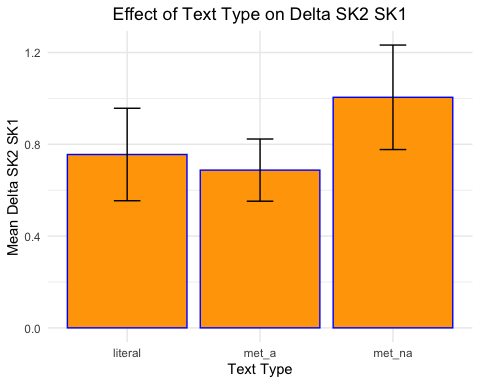 Effect of Text Type on Delta SK2 SK1
Mean Delta SK2 SK1
1.2
0.8
0.4
0.0
literal
met_a
met_na
Text Type